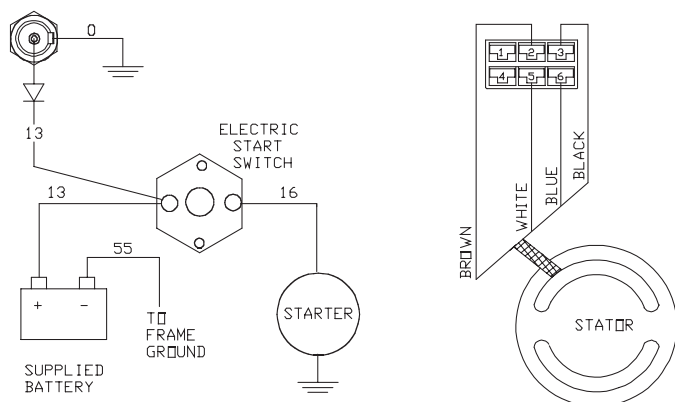 0
13
ELECTRIC
START
SWITCH
13
16
55
+ -
TO
FRAME
GROUND
STARTER
SUPPLIED
BATTERY
1 2 3
4 5 6
BROWN
WHITE
BLUE
BLACK
STATOR